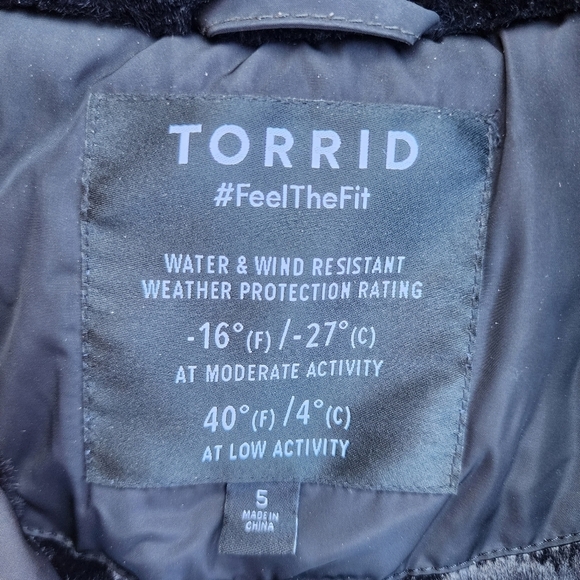 TORRID
#FeelTheFit
WATER & WIND RESISTANT
WEATHER PROTECTION RATING
-16°(F)/-27°(C)
AT MODERATE ACTIVITY
40°(F)/4°(C)
AT LOW ACTIVITY
5
MADE IN
CHINA